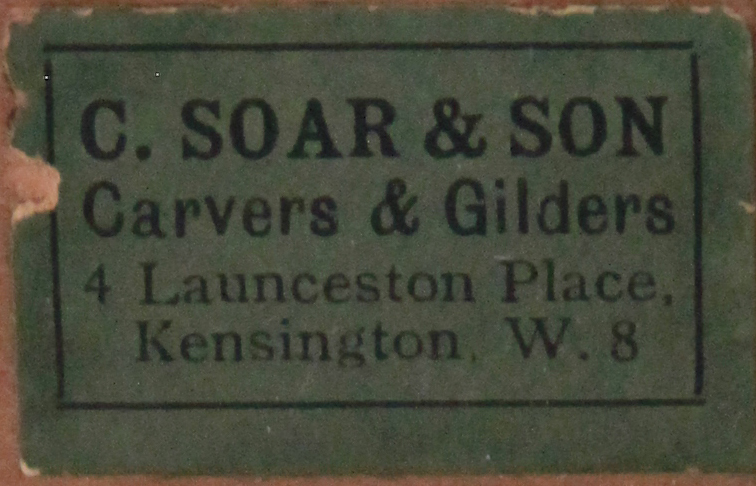 C. SOAR & SON
Carvers & Gilders
4 Launceston Place,
Kensington, W. 8